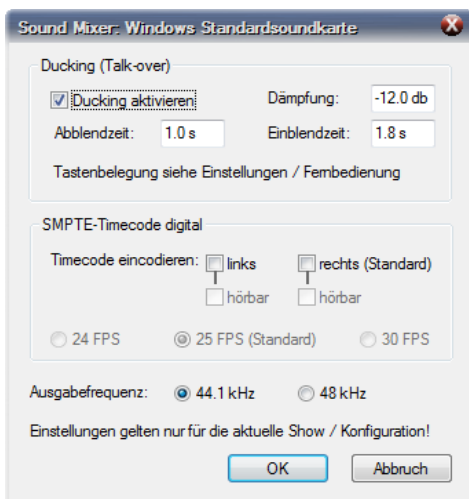 Sound Mixer: Windows Standardsoundkarte
Ducking (Talk-over)
Ducking aktivieren Dämpfung: -12.0 db
Abblendzeit: 1.0 s Einblendzeit: 1.8 s
Tastenbelegung siehe Einstellungen / Fernbedienung
SMPTE-Timecode digital
Timecode eincodieren: links rechts (Standard)
hörbar hörbar
24 FPS 25 FPS (Standard) 30 FPS
Ausgabefrequenz: 44.1 kHz 48 kHz
Einstellungen gelten nur für die aktuelle Show / Konfiguration!
OK Abbruch